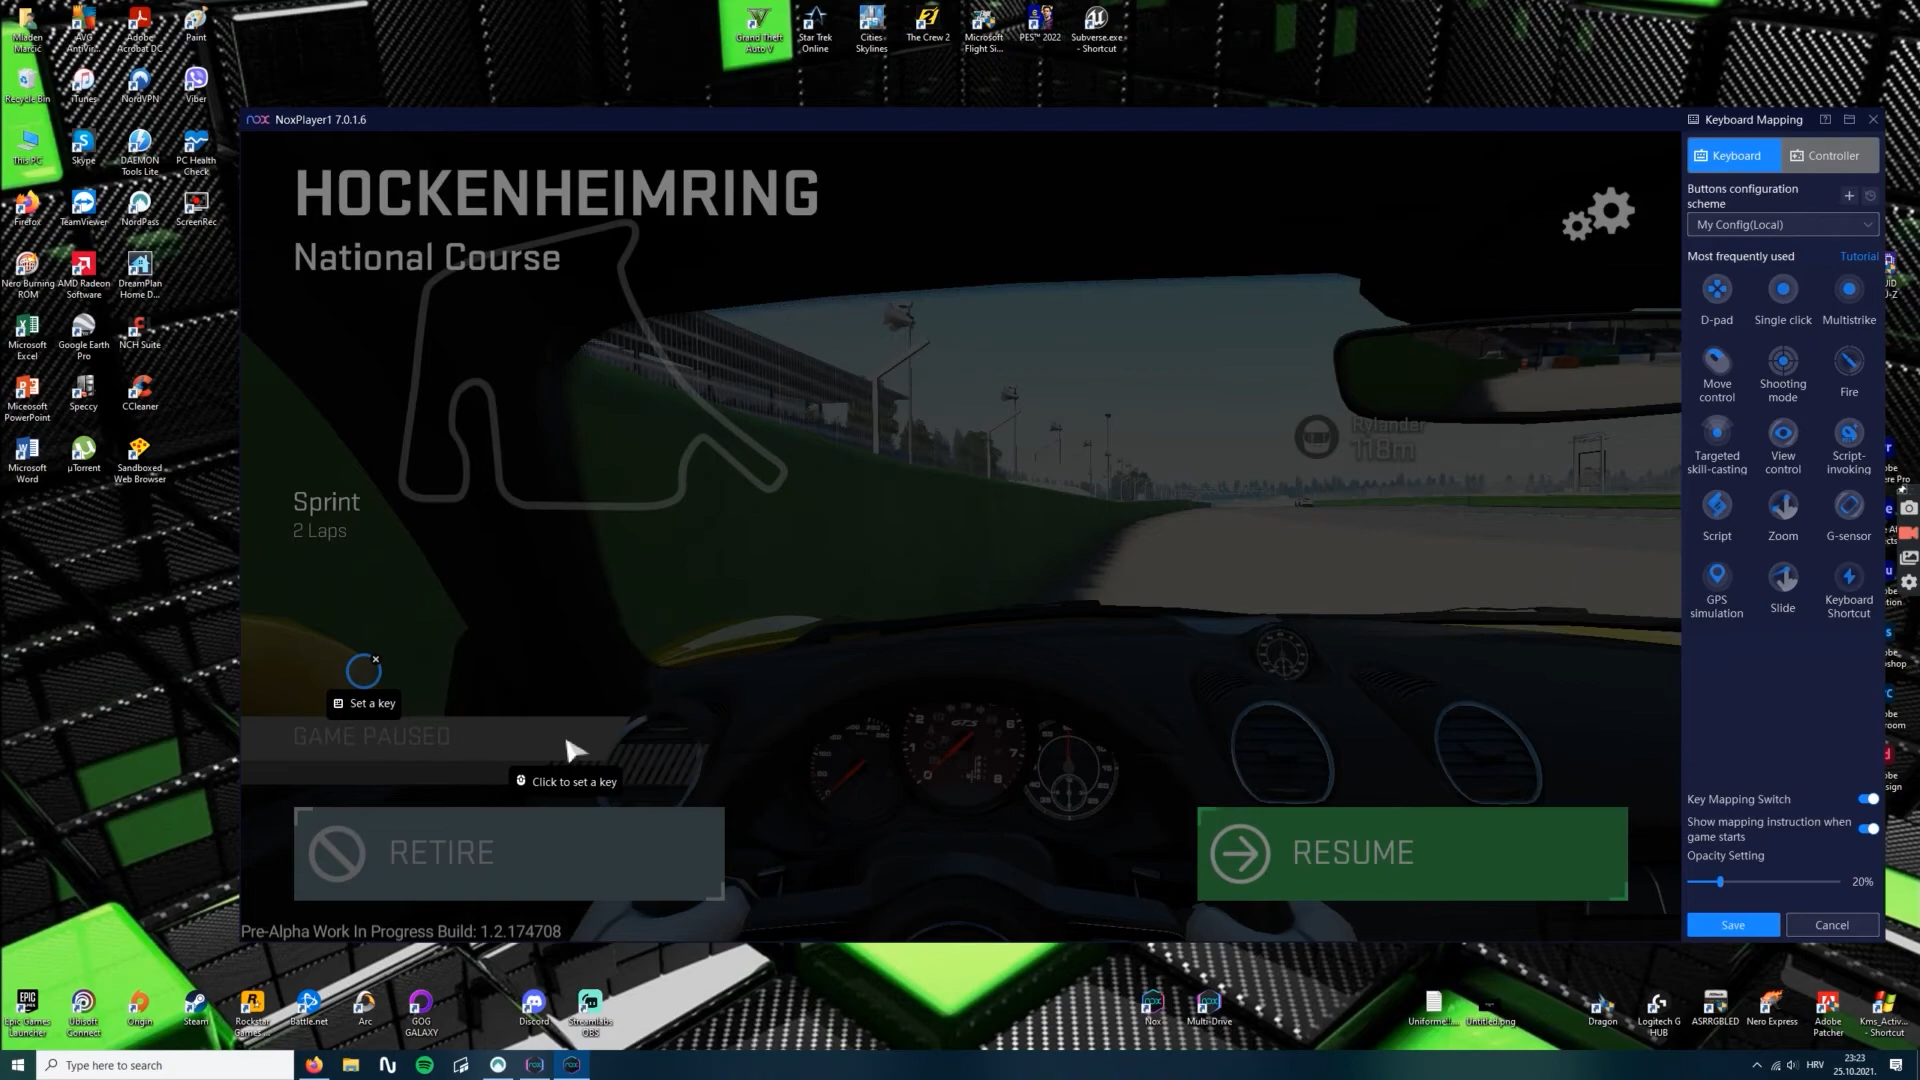 Mladen
Marcić
AVG
AntiVir...
Adobe
Acrobat DC
Paint
Grand Theft
Auto V
Star Trek
Online
Cities
Skylines
The Crew 2
Microsoft
Flight Si...
PES™ 2022
Subverse.exe
- Shortcut
Recycle Bin
iTunes
NordVPN
Viber
This PC
Skype
DAEMON
Tools Lite
PC Health
Check
Firefox
TeamViewer
NordPass
ScreenRec
Nero Burning
ROM
AMD Radeon
Software
DreamPlan
Home D...
Microsoft
Excel
Google Earth
Pro
NCH Suite
Miceosoft
PowerPoint
Speccy
CCleaner
Microsoft
Word
µTorrent
Sandboxed
Web Browser
nox NoxPlayer1 7.0.1.6
HOCKENHEIMRING
National Course
Sprint
2 Laps
Rylander
118m
Set a key
GAME PAUSED
Click to set a key
RETIRE
RESUME
Pre-Alpha Work In Progress Build: 1.2.174708
Keyboard Mapping
Keyboard
Controller
Buttons configuration
scheme
My Config(Local)
Most frequently used
Tutorial
D-pad
Single click
Multistrike
Move
control
Shooting
mode
Fire
Targeted
skill-casting
View
control
Script-
invoking
Script
Zoom
G-sensor
GPS
simulation
Slide
Keyboard
Shortcut
Key Mapping Switch
Show mapping instruction when
game starts
Opacity Setting
20%
Save
Cancel
Epic Games
Launcher
Ubisoft
Connect
Origin
Steam
Rockstar
Games...
Battle.net
Arc
GOG
GALAXY
Discord
Streamlabs
OBS
Nox
Multi-Drive
Uniforme!!...
Untitled.png
Dragon
Logitech G
HUB
ASRRGBLED
Nero Express
Adobe
Patcher
Kms_Activ...
- Shortcut
Type here to search
HRV
23:23
25.10.2021.